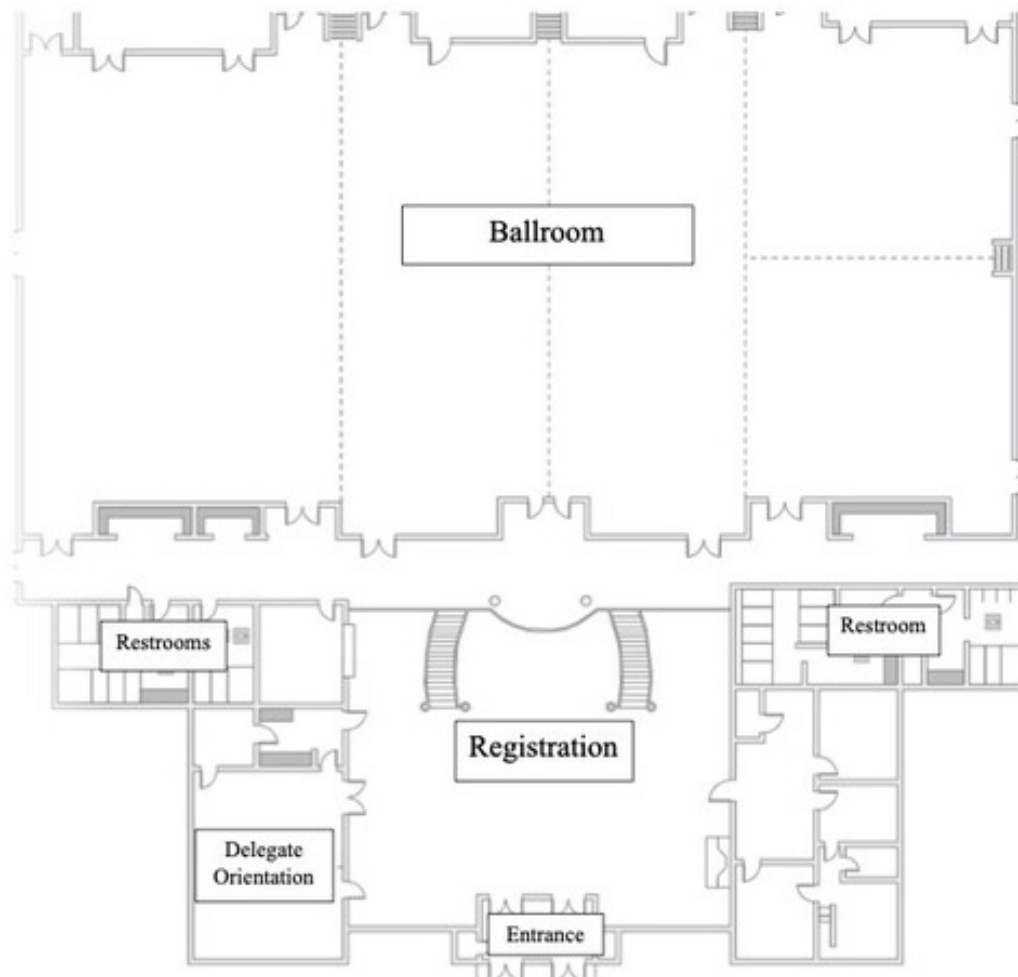 Ballroom
Restrooms
Restroom
Registration
Delegate
Orientation
Entrance